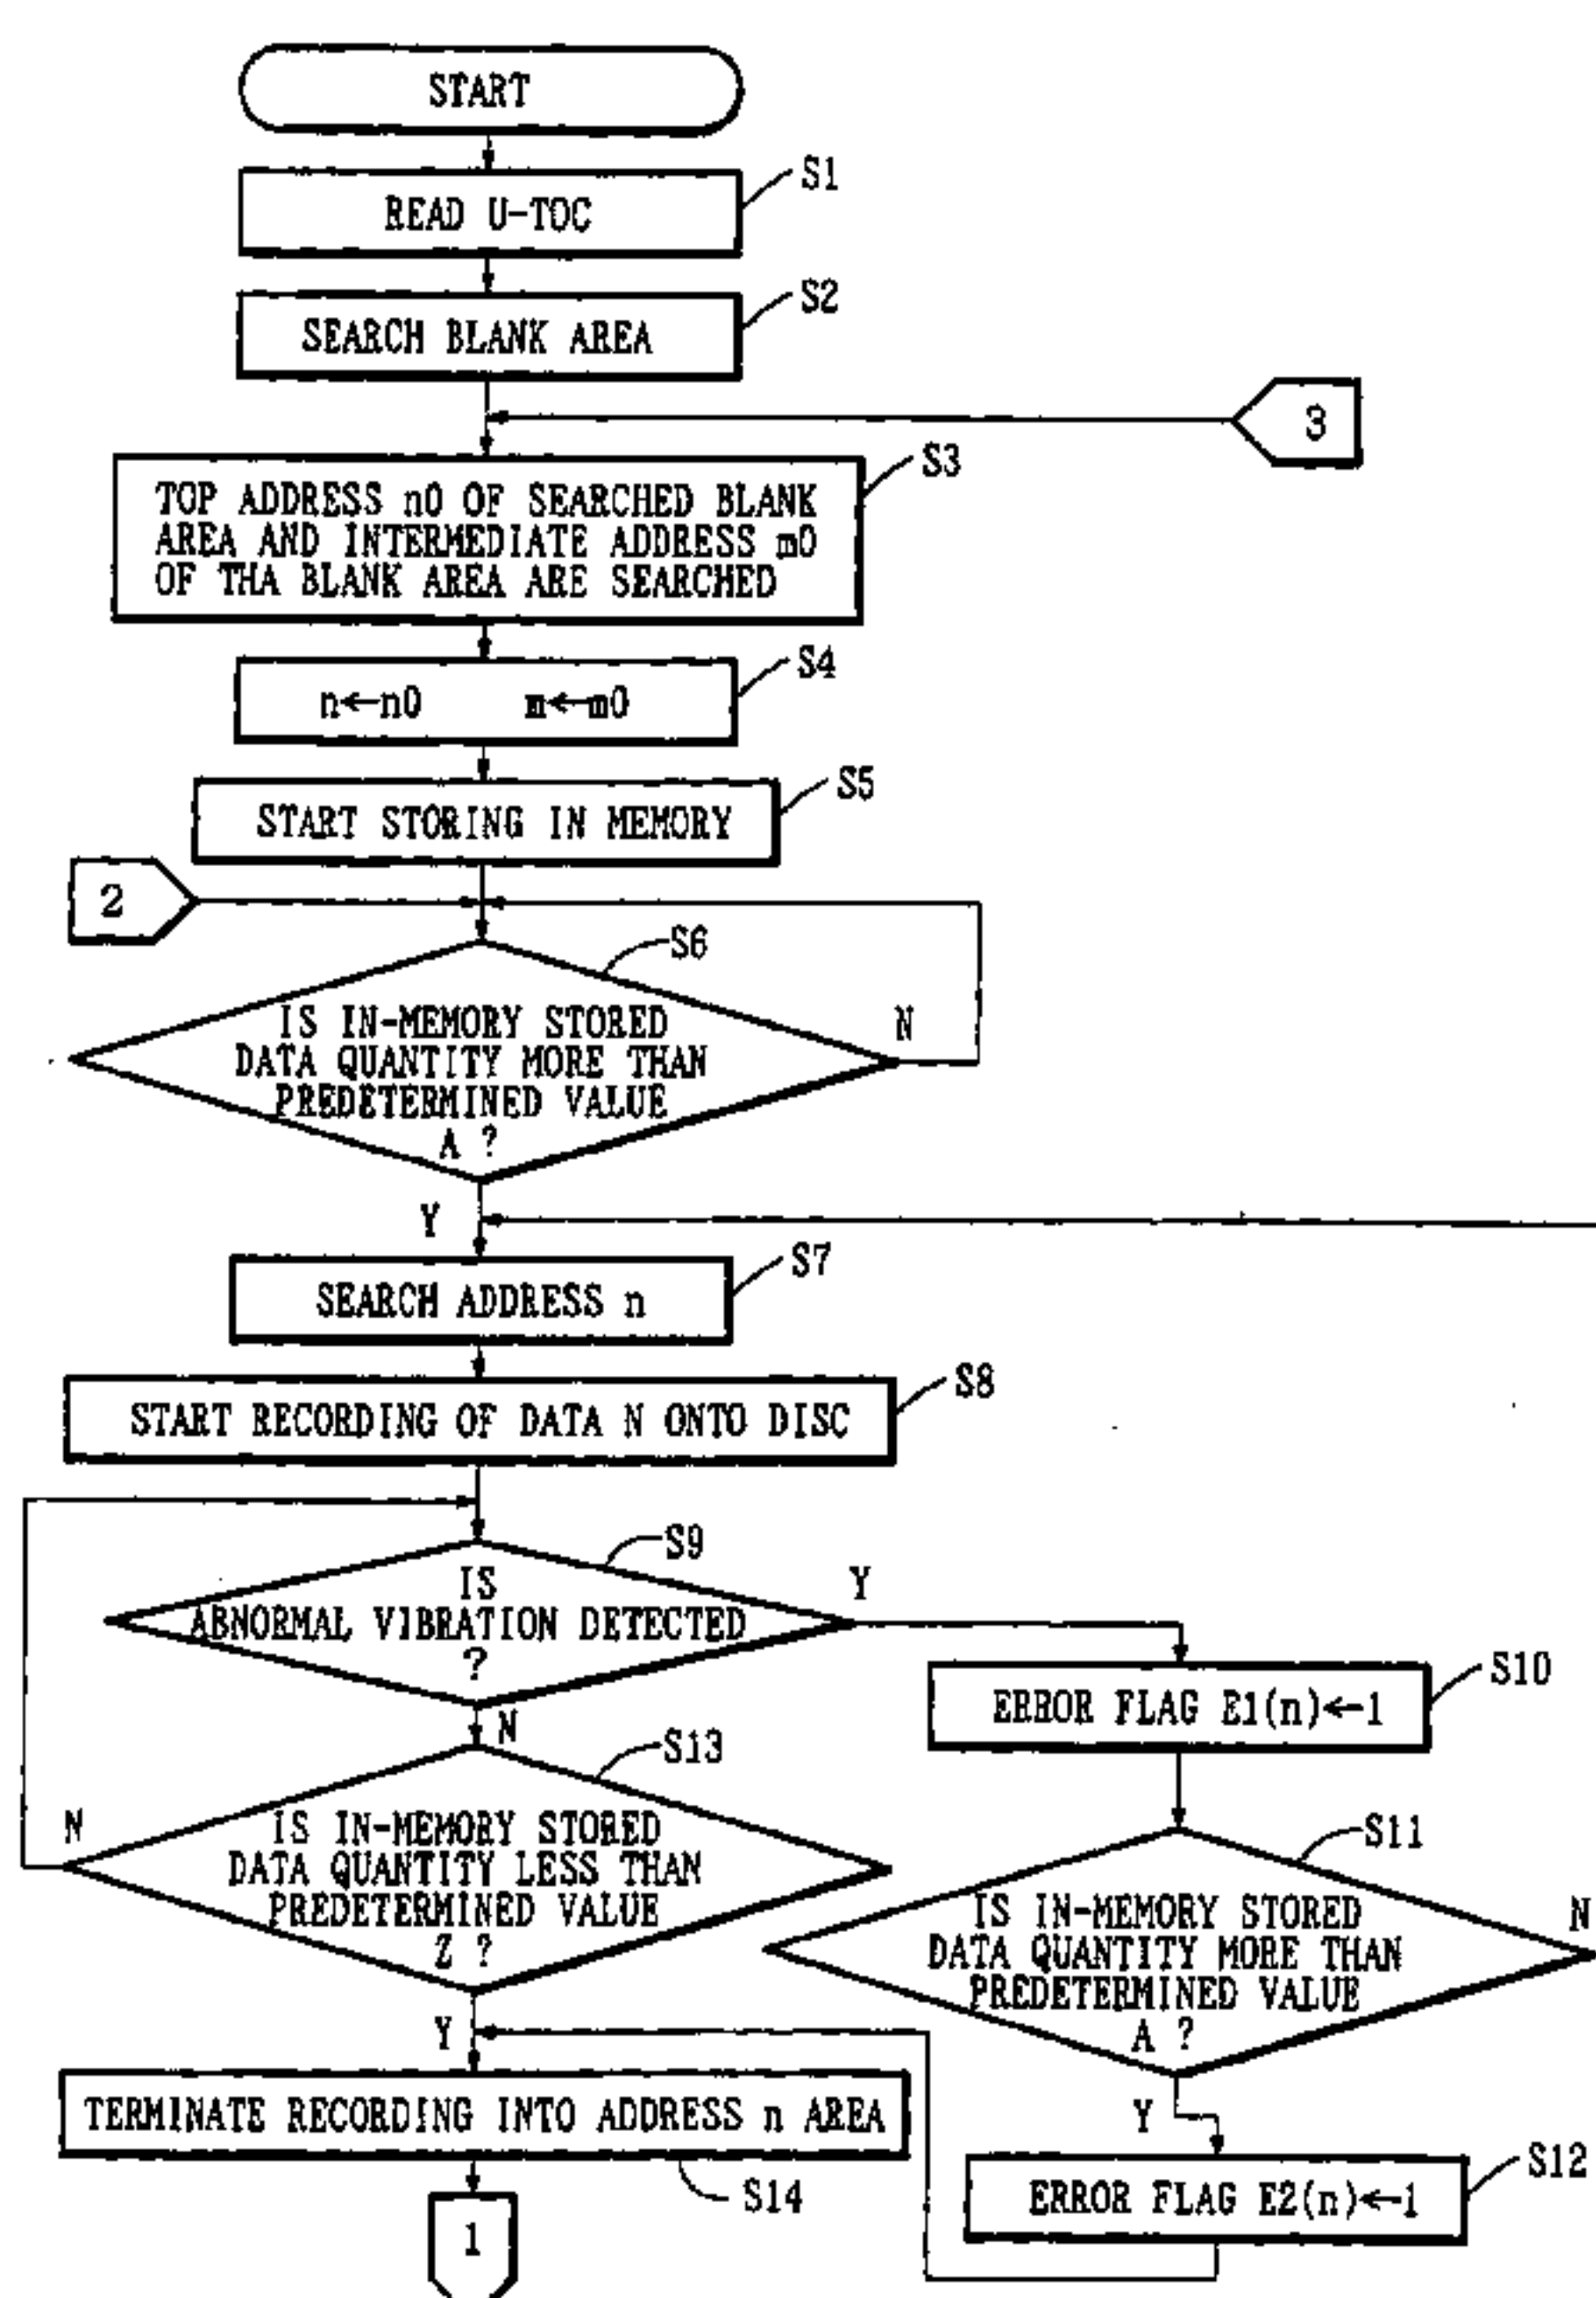 START
S1
READ U-TOC
S2
SEARCH BLANK AREA
3
S3
TOP ADDRESS n0 OF SEARCHED BLANK
AREA AND INTERMEDIATE ADDRESS m0
OF THA BLANK AREA ARE SEARCHED
S4
n←n0 m←m0
S5
START STORING IN MEMORY
2
S6
IS IN-MEMORY STORED
DATA QUANTITY MORE THAN
PREDETERMINED VALUE
A ?
N
Y
S7
SEARCH ADDRESS n
S8
START RECORDING OF DATA N ONTO DISC
S9
IS
ABNORMAL VIBRATION DETECTED
?
Y
N
S10
ERROR FLAG E1(n)←1
S13
IS IN-MEMORY STORED
DATA QUANTITY LESS THAN
PREDETERMINED VALUE
Z ?
N
Y
S11
IS IN-MEMORY STORED
DATA QUANTITY MORE THAN
PREDETERMINED VALUE
A ?
N
Y
TERMINATE RECORDING INTO ADDRESS n AREA
S14
S12
ERROR FLAG E2(n)←1
1